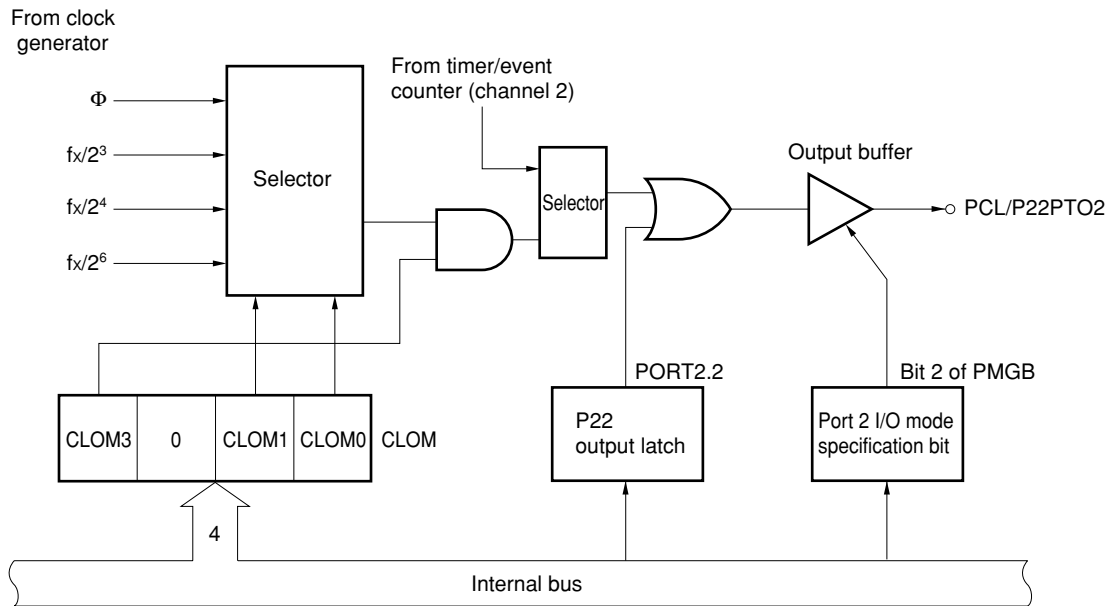 From clock
generator
Φ
fx/2³
fx/2⁴
fx/2⁶
Selector
From timer/event
counter (channel 2)
Selector
Output buffer
PCL/P22PTO2
PORT2.2
Bit 2 of PMGB
CLOM3 0 CLOM1 CLOM0 CLOM
P22
output latch
Port 2 I/O mode
specification bit
4
Internal bus